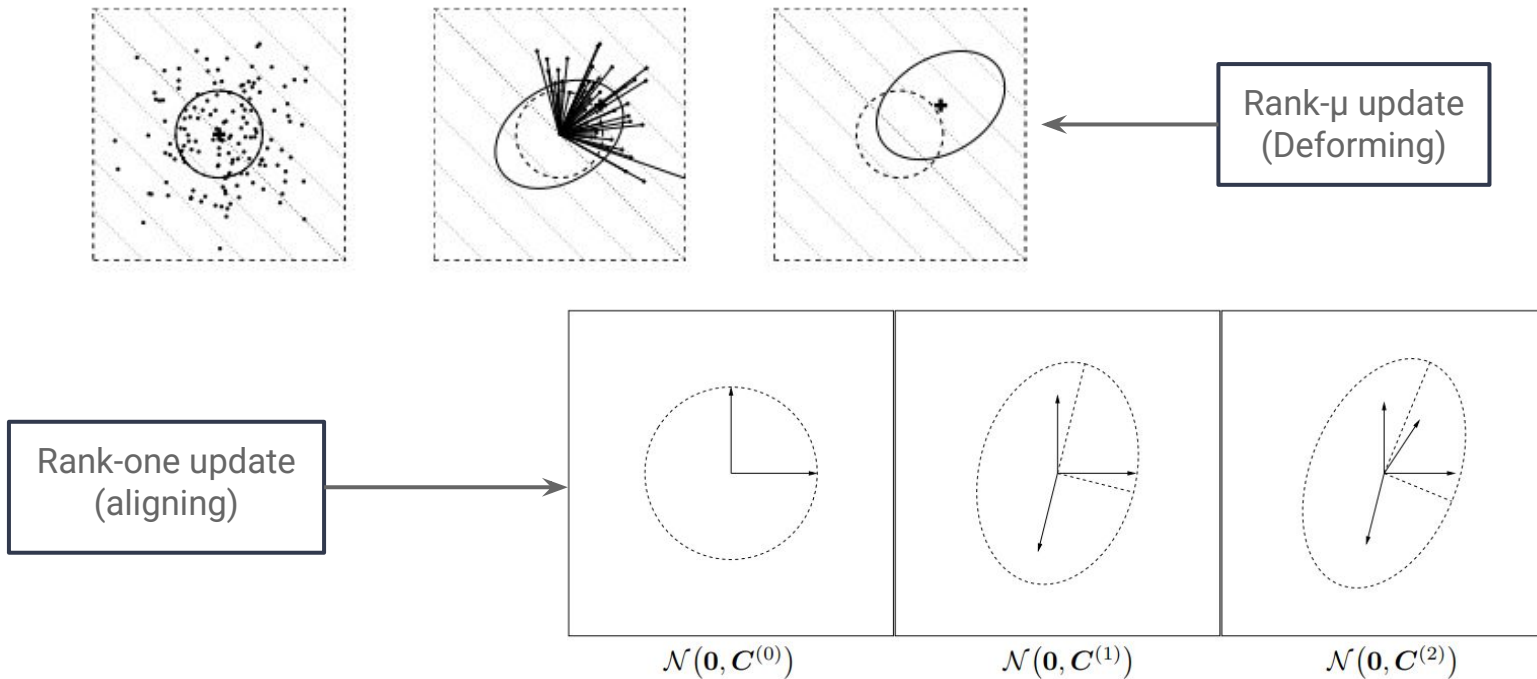 Rank-μ update
(Deforming)
Rank-one update
(aligning)
𝒩(0, C⁽⁰⁾)
𝒩(0, C⁽¹⁾)
𝒩(0, C⁽²⁾)